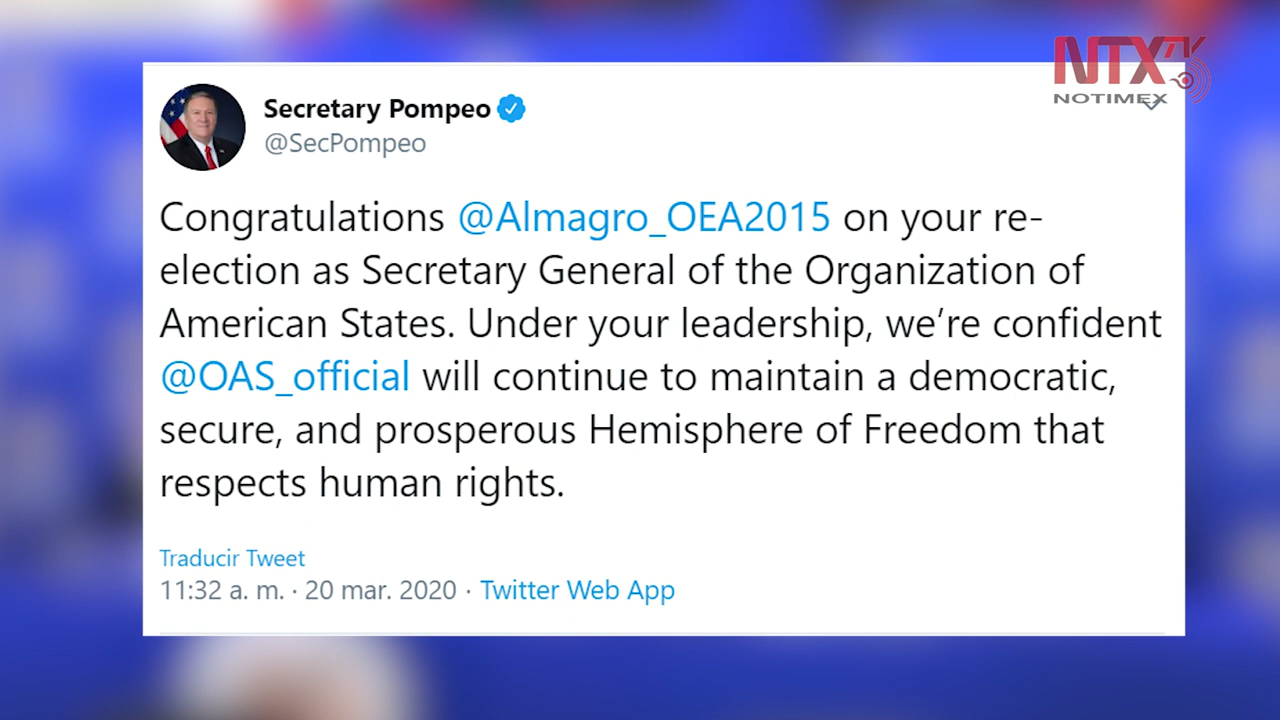 NTX TV
NOTIMEX
Secretary Pompeo
@SecPompeo
Congratulations @Almagro_OEA2015 on your re-
election as Secretary General of the Organization of
American States. Under your leadership, we’re confident
@OAS_official will continue to maintain a democratic,
secure, and prosperous Hemisphere of Freedom that
respects human rights.
Traducir Tweet
11:32 a. m. · 20 mar. 2020 · Twitter Web App